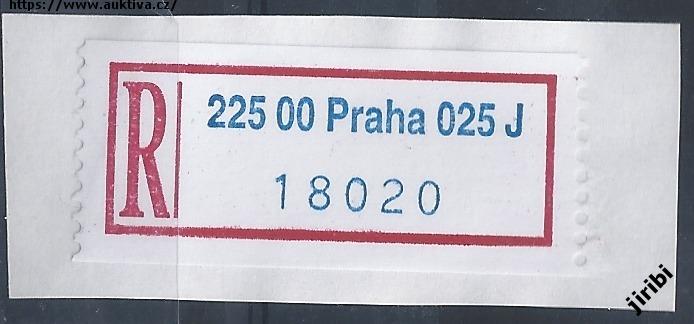 https://www.auktiva.cz/
R
225 00 Praha 025 J
18020
jiribi